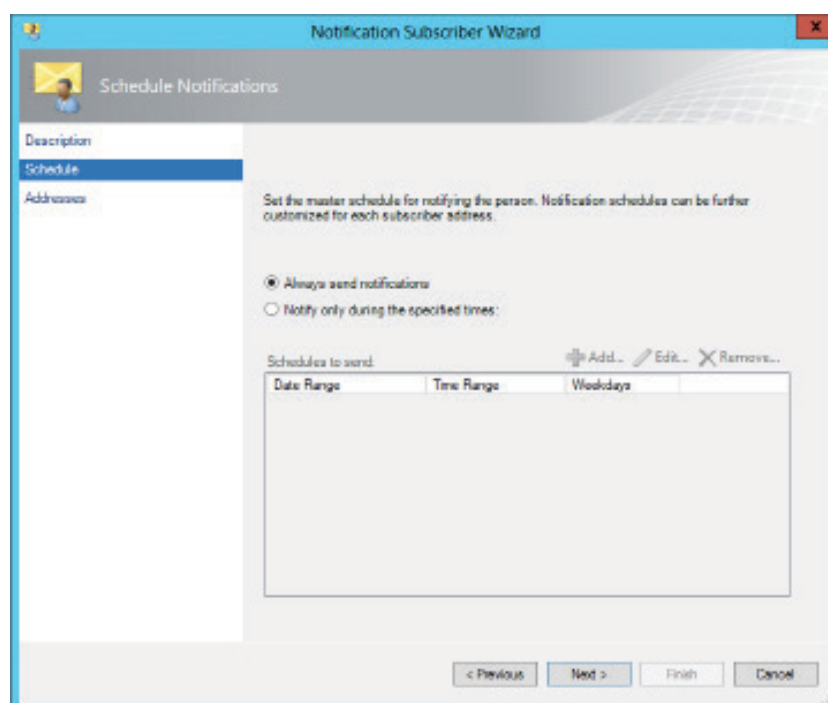 Notification Subscriber Wizard
x
Schedule Notifications
Description
Schedule
Addresses
Set the master schedule for notifying the person. Notification schedules can be further
customized for each subscriber address.
Always send notifications
Notify only during the specified times:
Schedules to send:
Add... Edit... Remove...
Date Range Time Range Weekdays
< Previous Next > Finish Cancel